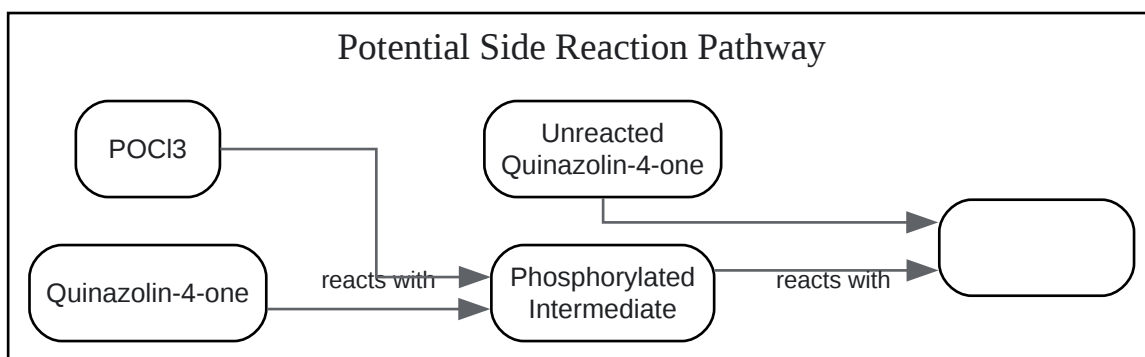 Potential Side Reaction Pathway
POCl3
Unreacted
Quinazolin-4-one
Quinazolin-4-one
reacts with
Phosphorylated
Intermediate
reacts with